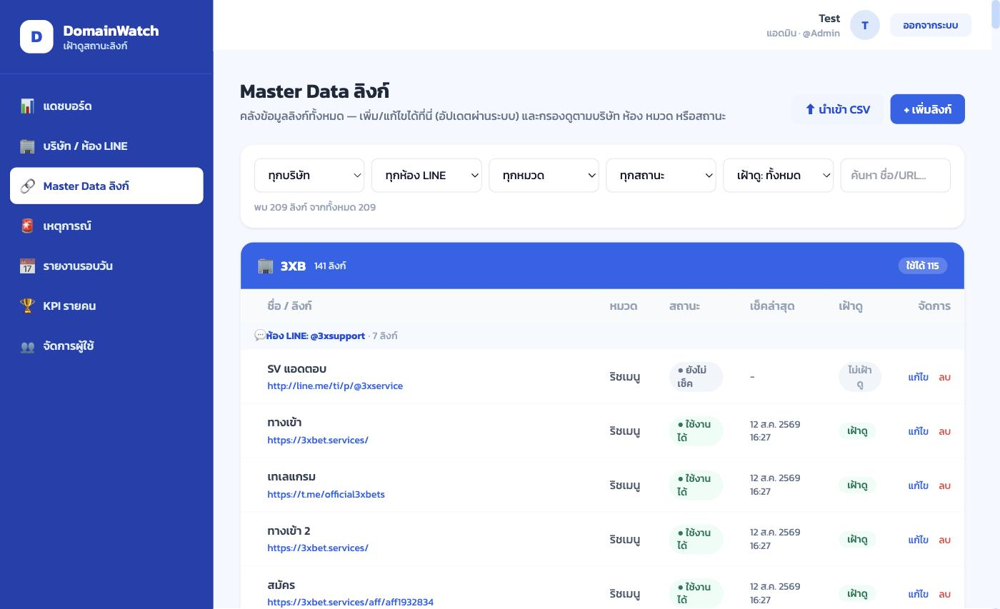 D
DomainWatch
เฝ้าดูสถานะลิงก์
แดชบอร์ด
บริษัท / ห้อง LINE
Master Data ลิงก์
เหตุการณ์
17
รายงานรอบวัน
KPI รายคน
จัดการผู้ใช้
Test
แอดมิน · @Admin
T
ออกจากระบบ
Master Data ลิงก์
คลังข้อมูลลิงก์ทั้งหมด — เพิ่ม/แก้ไขได้ที่นี่ (อัปเดตผ่านระบบ) และกรองดูตามบริษัท ห้อง หมวด หรือสถานะ
⬆ นำเข้า CSV
+ เพิ่มลิงก์
ทุกบริษัท
ทุกห้อง LINE
ทุกหมวด
ทุกสถานะ
เฝ้าดู: ทั้งหมด
ค้นหา ชื่อ/URL...
พบ 209 ลิงก์ จากทั้งหมด 209
3XB 141 ลิงก์
ใช้ได้ 115
ชื่อ / ลิงก์ หมวด สถานะ เช็คล่าสุด เฝ้าดู จัดการ
ห้อง LINE: @3xsupport · 7 ลิงก์
SV แอดตอบ
http://line.me/ti/p/@3xservice
ริชเมนู
● ยังไม่
เช็ค
-
ไม่เฝ้า
ดู
แก้ไข ลบ
ทางเข้า
https://3xbet.services/
ริชเมนู
● ใช้งาน
ได้
12 ส.ค. 2569
16:27
เฝ้าดู
แก้ไข ลบ
เทเลแกรม
https://t.me/official3xbets
ริชเมนู
● ใช้งาน
ได้
12 ส.ค. 2569
16:27
เฝ้าดู
แก้ไข ลบ
ทางเข้า 2
https://3xbet.services/
ริชเมนู
● ใช้งาน
ได้
12 ส.ค. 2569
16:27
เฝ้าดู
แก้ไข ลบ
สมัคร
https://3xbet.services/aff/aff1932834
ริชเมนู
● ใช้งาน
ได้
12 ส.ค. 2569
16:27
เฝ้าดู
แก้ไข ลบ